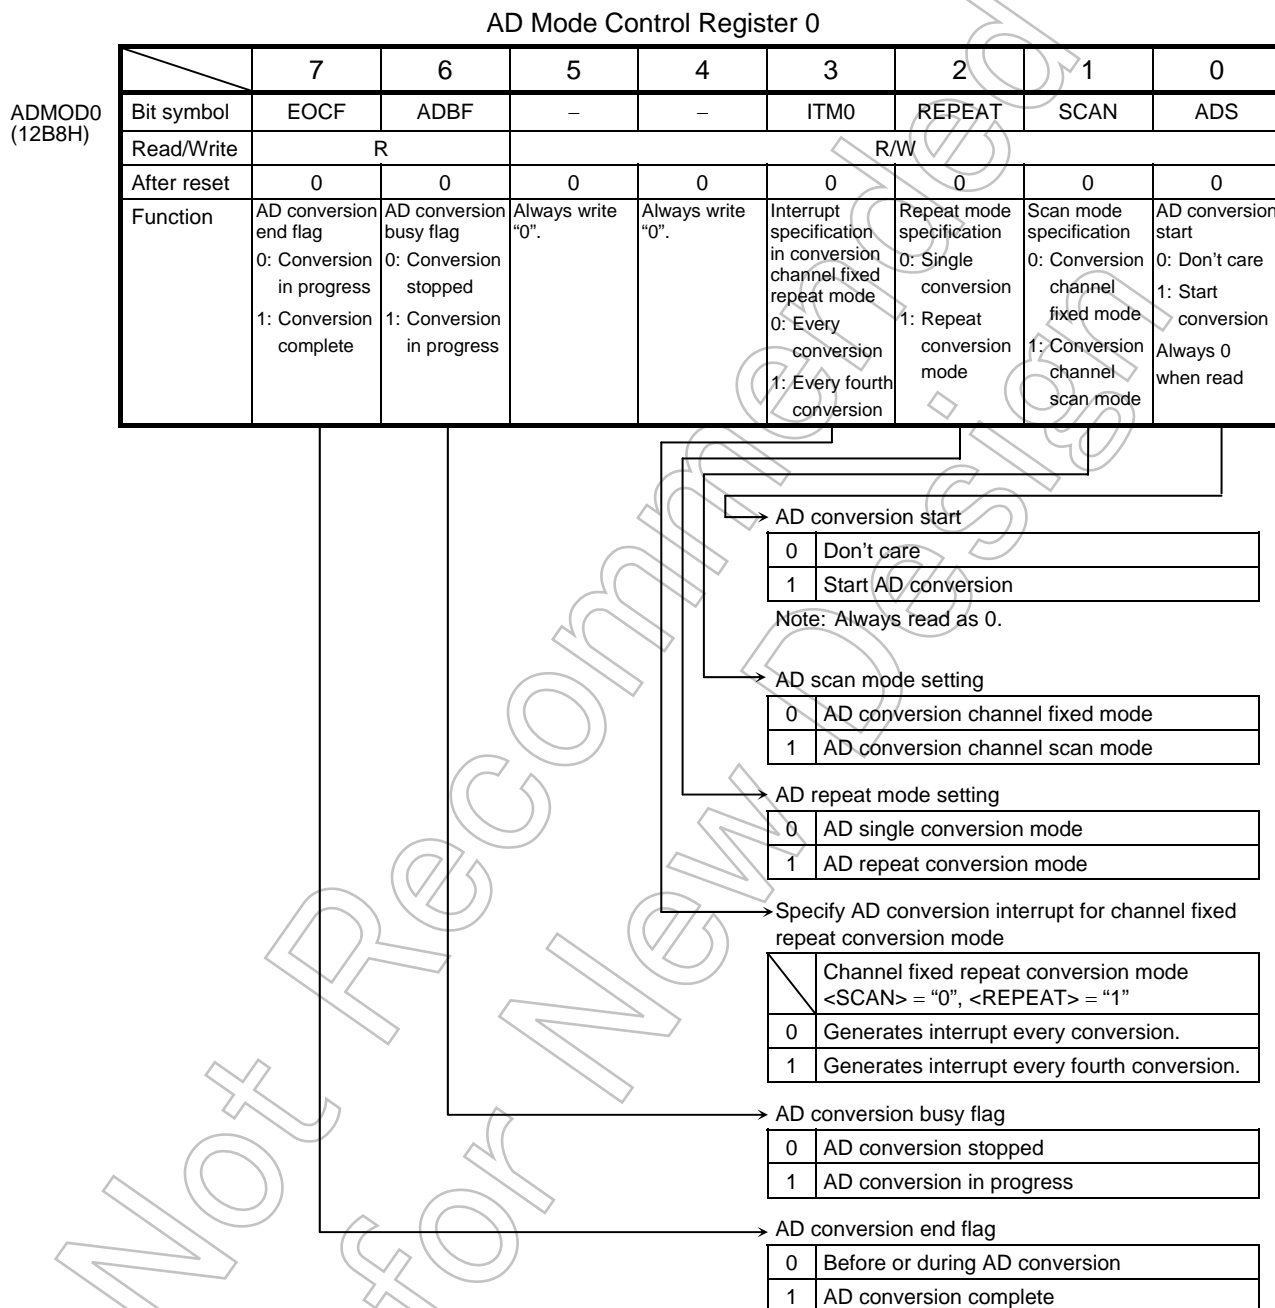 AD Mode Control Register 0
7 6 5 4 3 2 1 0
ADMOD0
(12B8H)
Bit symbol EOCF ADBF – – ITM0 REPEAT SCAN ADS
Read/Write R R/W
After reset 0 0 0 0 0 0 0 0
Function
AD conversion
end flag
0: Conversion
in progress
1: Conversion
complete
AD conversion
busy flag
0: Conversion
stopped
1: Conversion
in progress
Always write
“0”.
Always write
“0”.
Interrupt
specification
in conversion
channel fixed
repeat mode
0: Every
conversion
1: Every fourth
conversion
Repeat mode
specification
0: Single
conversion
1: Repeat
conversion
mode
Scan mode
specification
0: Conversion
channel
fixed mode
1: Conversion
channel
scan mode
AD conversion
start
0: Don’t care
1: Start
conversion
Always 0
when read
AD conversion start
0 Don’t care
1 Start AD conversion
Note: Always read as 0.
AD scan mode setting
0 AD conversion channel fixed mode
1 AD conversion channel scan mode
AD repeat mode setting
0 AD single conversion mode
1 AD repeat conversion mode
Specify AD conversion interrupt for channel fixed
repeat conversion mode
Channel fixed repeat conversion mode
<SCAN> = “0”, <REPEAT> = “1”
0 Generates interrupt every conversion.
1 Generates interrupt every fourth conversion.
AD conversion busy flag
0 AD conversion stopped
1 AD conversion in progress
AD conversion end flag
0 Before or during AD conversion
1 AD conversion complete
Not Recommended
for New Design